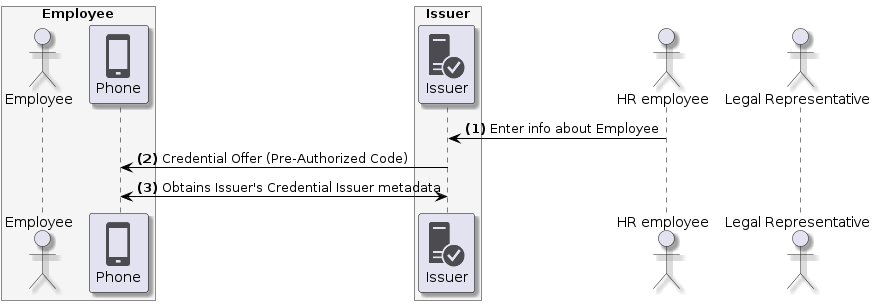 Employee
Issuer
Employee
Phone
Issuer
HR employee
Legal Representative
(1) Enter info about Employee
(2) Credential Offer (Pre-Authorized Code)
(3) Obtains Issuer's Credential Issuer metadata
Employee
Phone
Issuer
HR employee
Legal Representative